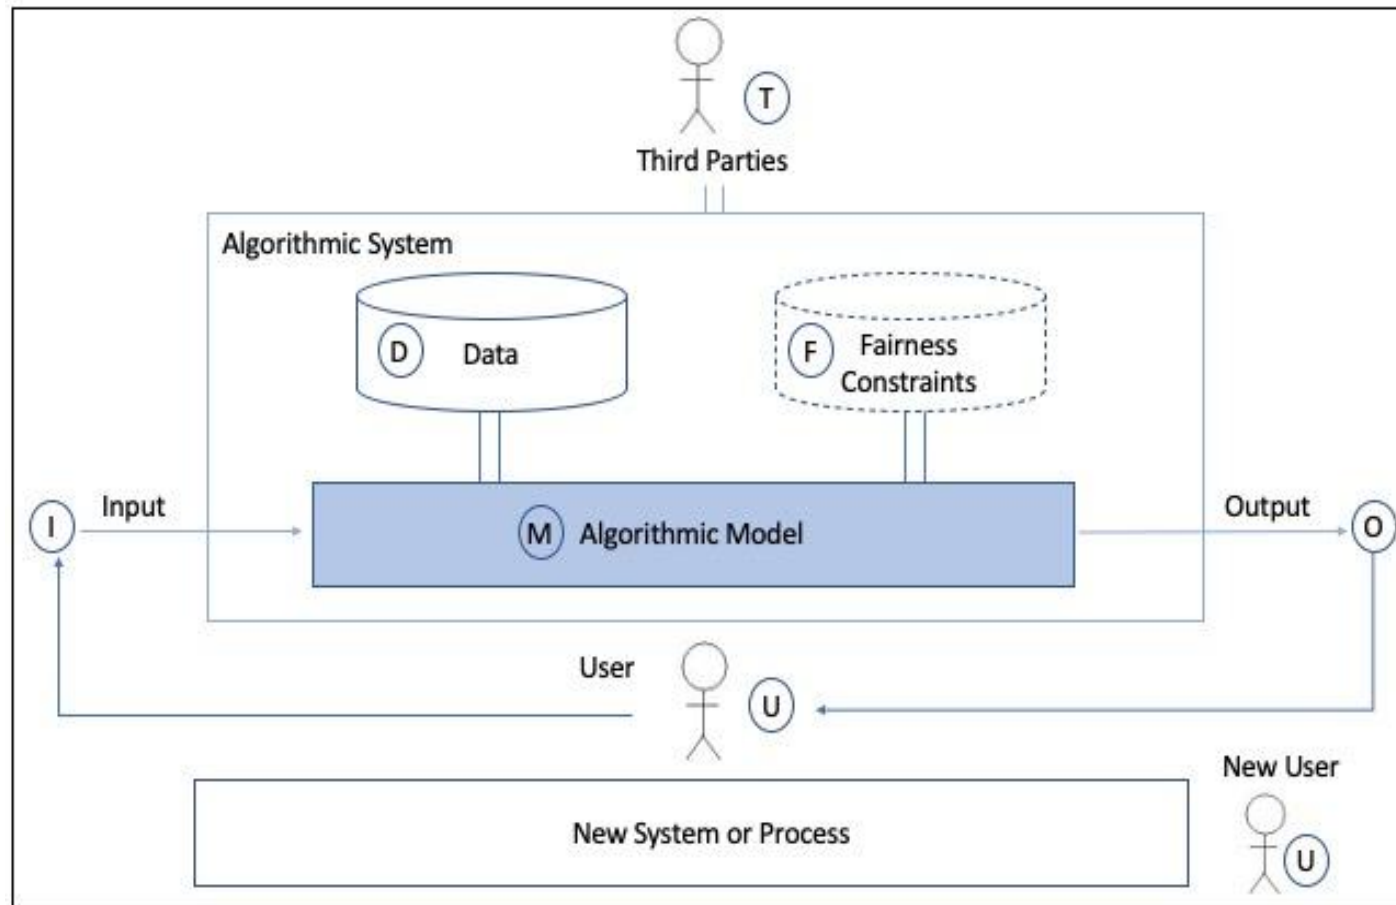 T
Third Parties
Algorithmic System
D
Data
F
Fairness
Constraints
I
Input
M
Algorithmic Model
Output
O
User
U
New User
New System or Process
U